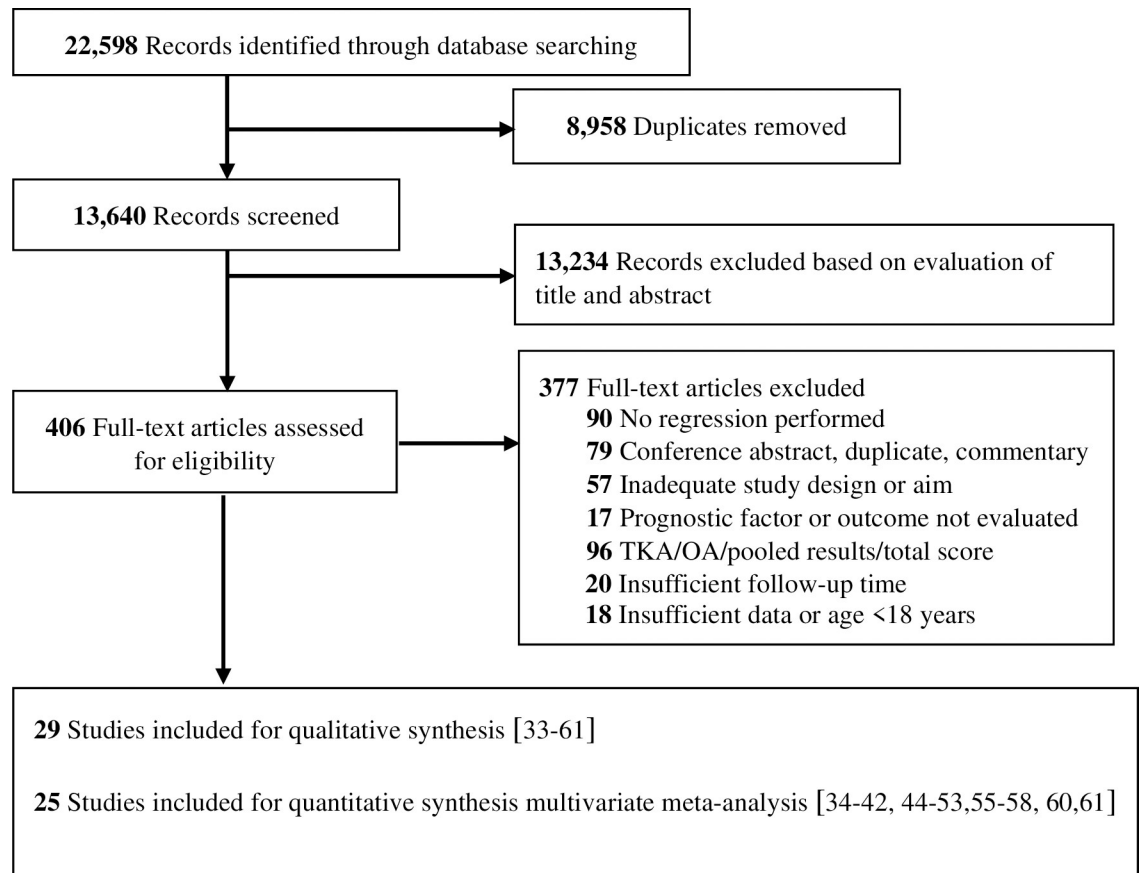 22,598 Records identified through database searching
8,958 Duplicates removed
13,640 Records screened
13,234 Records excluded based on evaluation of
title and abstract
406 Full-text articles assessed
for eligibility
377 Full-text articles excluded
90 No regression performed
79 Conference abstract, duplicate, commentary
57 Inadequate study design or aim
17 Prognostic factor or outcome not evaluated
96 TKA/OA/pooled results/total score
20 Insufficient follow-up time
18 Insufficient data or age <18 years
29 Studies included for qualitative synthesis [33-61]
25 Studies included for quantitative synthesis multivariate meta-analysis [34-42, 44-53,55-58, 60,61]